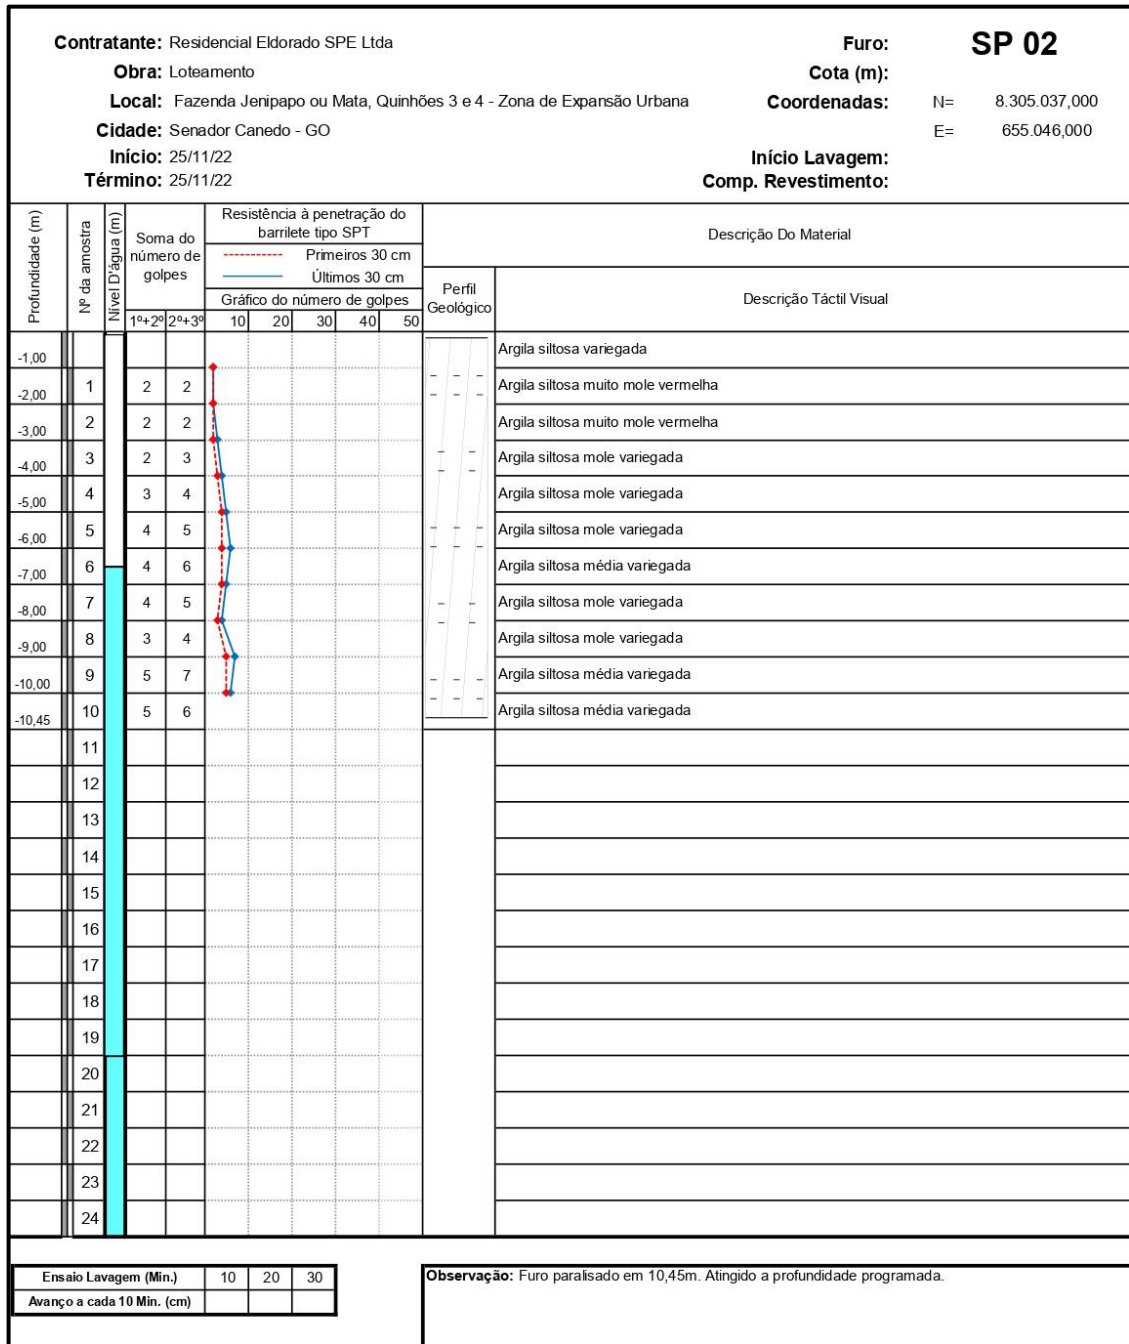 Contratante: Residencial Eldorado SPE Ltda
Furo: SP 02
Obra: Loteamento
Cota (m):
Local: Fazenda Jenipapo ou Mata, Quinhões 3 e 4 - Zona de Expansão Urbana
Coordenadas: N= 8.305.037,000
Cidade: Senador Canedo - GO
E= 655.046,000
Início: 25/11/22
Início Lavagem:
Término: 25/11/22
Comp. Revestimento:
Profundidade (m)
Nº da amostra
Nível D'água (m)
Soma do
número de
golpes
1º+2º 2º+3º
Resistência à penetração do
barrilete tipo SPT
Primeiros 30 cm
Últimos 30 cm
Gráfico do número de golpes
10 20 30 40 50
Descrição Do Material
Perfil
Geológico
Descrição Táctil Visual
-1,00 Argila siltosa variegada
-2,00 1 2 2 Argila siltosa muito mole vermelha
-3,00 2 2 2 Argila siltosa muito mole vermelha
-4,00 3 2 3 Argila siltosa mole variegada
-5,00 4 3 4 Argila siltosa mole variegada
-6,00 5 4 5 Argila siltosa mole variegada
-7,00 6 4 6 Argila siltosa média variegada
-8,00 7 4 5 Argila siltosa mole variegada
-9,00 8 3 4 Argila siltosa mole variegada
-10,00 9 5 7 Argila siltosa média variegada
-10,45 10 5 6 Argila siltosa média variegada
11
12
13
14
15
16
17
18
19
20
21
22
23
24
Ensaio Lavagem (Min.) 10 20 30
Avanço a cada 10 Min. (cm)
Observação: Furo paralisado em 10,45m. Atingido a profundidade programada.